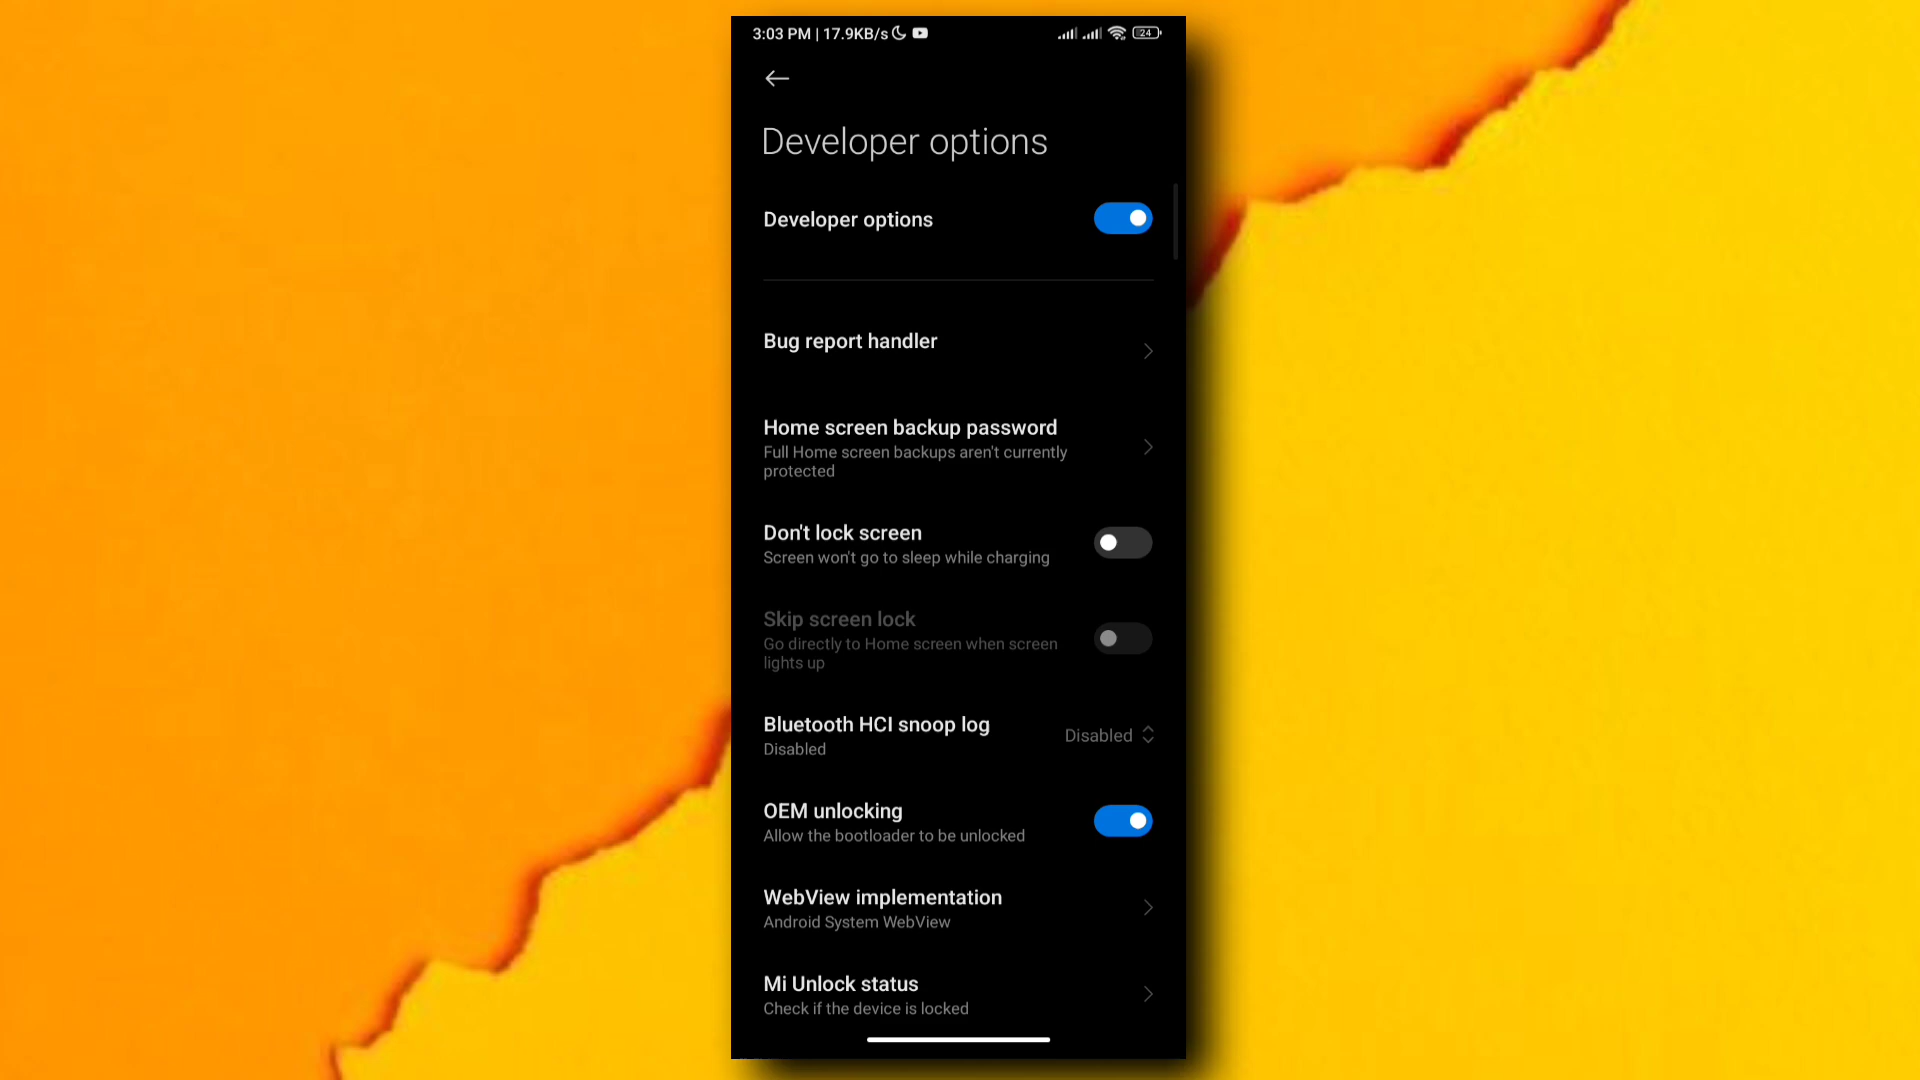 3:03 PM | 17.9KB/s
24
Developer options
Developer options
Bug report handler
Home screen backup password
Full Home screen backups aren't currently
protected
Don't lock screen
Screen won't go to sleep while charging
Skip screen lock
Go directly to Home screen when screen
lights up
Bluetooth HCI snoop log
Disabled
Disabled
OEM unlocking
Allow the bootloader to be unlocked
WebView implementation
Android System WebView
Mi Unlock status
Check if the device is locked